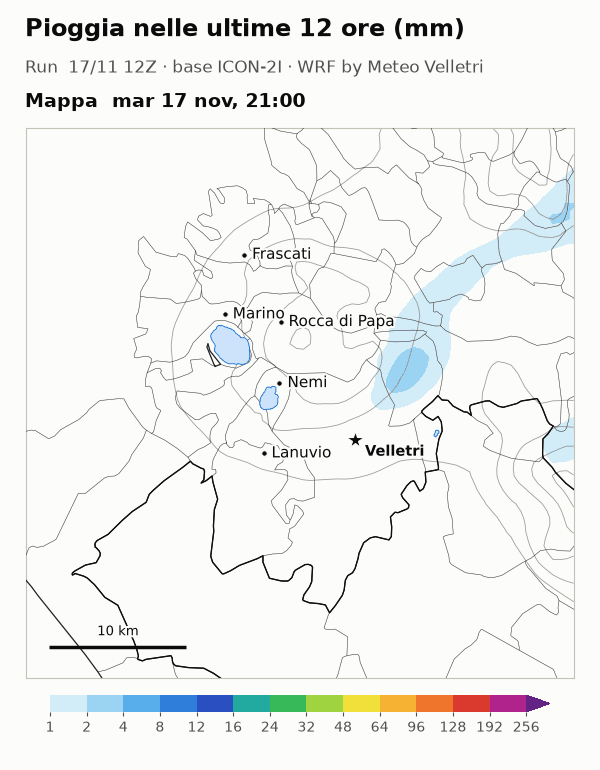 Pioggia nelle ultime 12 ore (mm)
Run  17/11 12Z · base ICON-2I · WRF by Meteo Velletri
Mappa  mar 17 nov, 21:00
Frascati
Marino
Rocca di Papa
Nemi
Velletri
Lanuvio
10 km
1 2 4 8 12 16 24 32 48 64 96 128 192 256